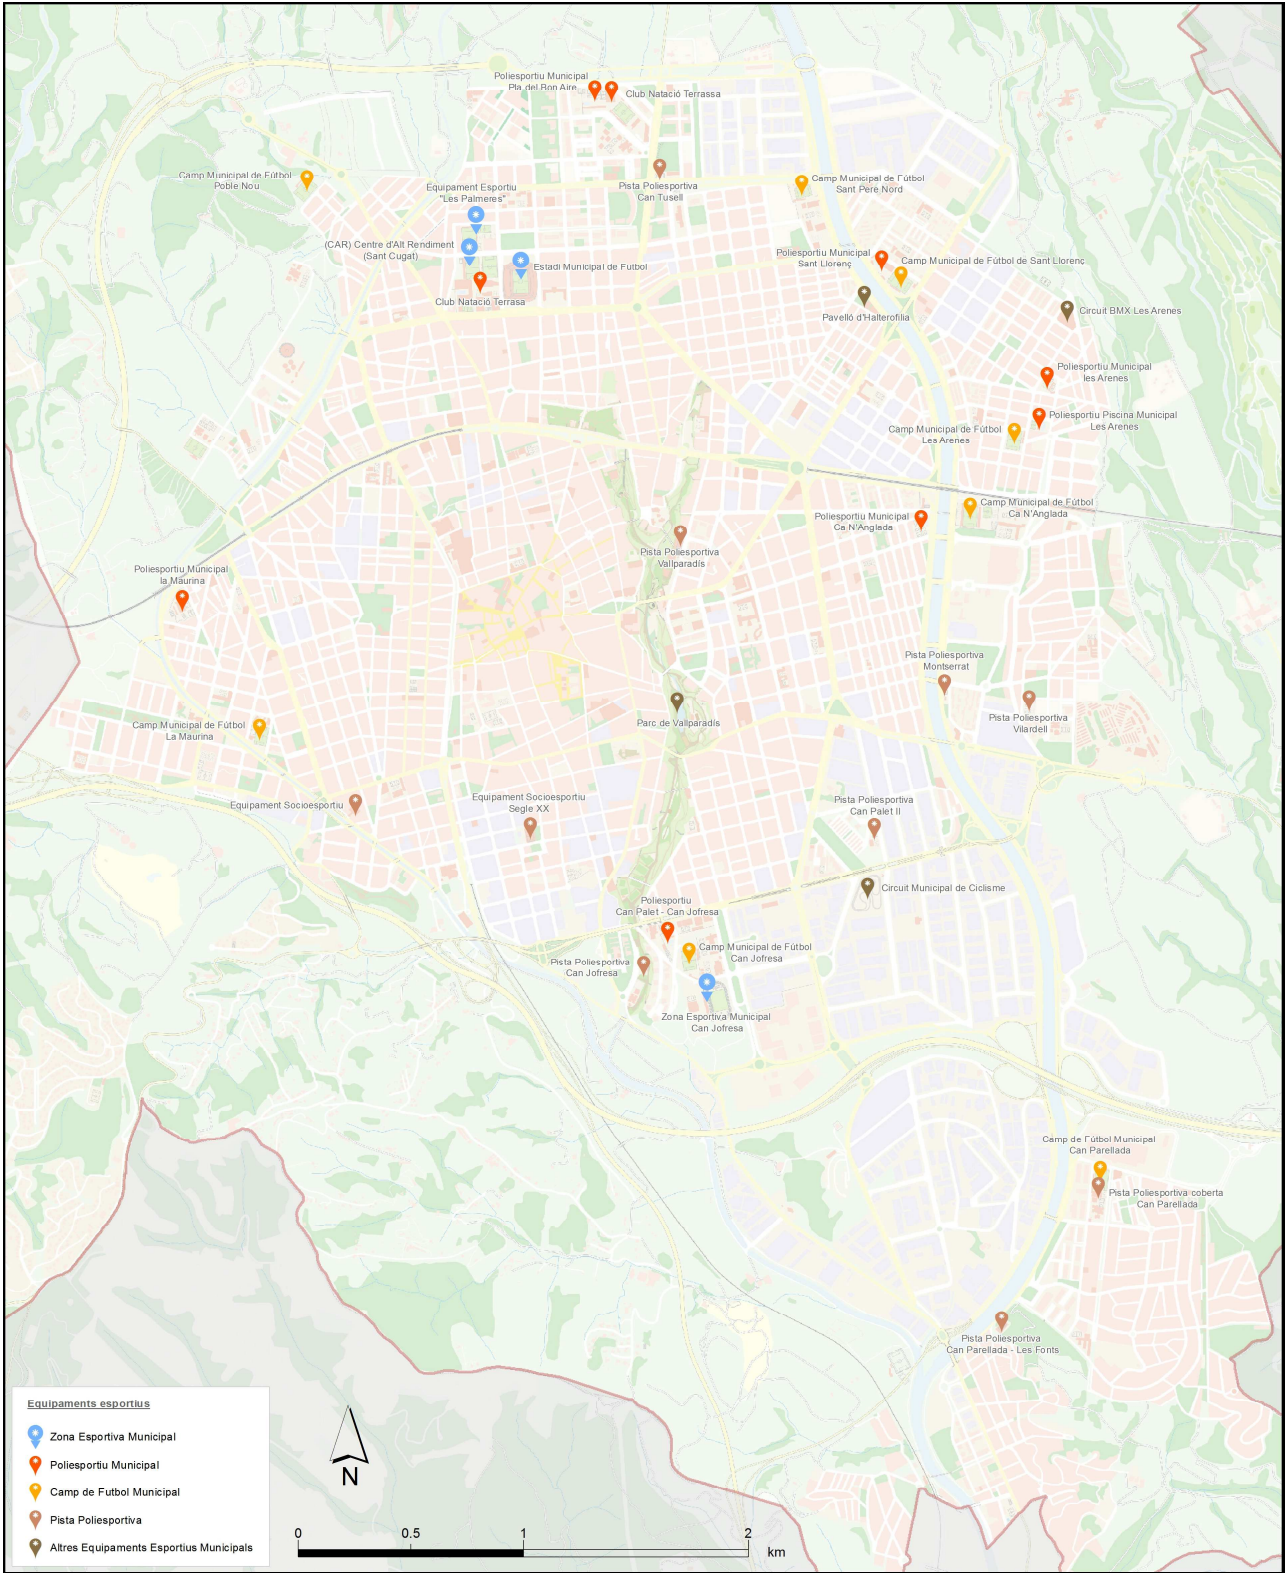 Poliesportiu Municipal
Pla del Bon Aire
Club Natació Terrassa
Camp Municipal de Fútbol
Poble Nou
Equipament Esportiu
"Les Palmeres"
Pista Poliesportiva
Can Tusell
Camp Municipal de Fútbol
Sant Pere Nord
(CAR) Centre d'Alt Rendiment
(Sant Cugat)
Estadi Municipal de Futbol
Club Natació Terrasa
Poliesportiu Municipal
Sant Llorenç
Camp Municipal de Fútbol de Sant Llorenç
Pavelló d'Halterofilia
Circuit BMX Les Arenes
Poliesportiu Municipal
les Arenes
Poliesportiu Piscina Municipal
Les Arenes
Camp Municipal de Fútbol
Les Arenes
Camp Municipal de Fútbol
Ca N'Anglada
Poliesportiu Municipal
Ca N'Anglada
Pista Poliesportiva
Vallparadís
Poliesportiu Municipal
la Maurina
Pista Poliesportiva
Montserrat
Pista Poliesportiva
Vilardell
Parc de Vallparadís
Camp Municipal de Fútbol
La Maurina
Equipament Socioesportiu
Equipament Socioesportiu
Segle XX
Pista Poliesportiva
Can Palet II
Circuit Municipal de Ciclisme
Poliesportiu
Can Palet - Can Jofresa
Camp Municipal de Fútbol
Can Jofresa
Pista Poliesportiva
Can Jofresa
Zona Esportiva Municipal
Can Jofresa
Camp de Fútbol Municipal
Can Parellada
Pista Poliesportiva coberta
Can Parellada
Pista Poliesportiva
Can Parellada - Les Fonts
Equipaments esportius
Zona Esportiva Municipal
Poliesportiu Municipal
Camp de Futbol Municipal
Pista Poliesportiva
Altres Equipaments Esportius Municipals
N
0 0.5 1 2
km